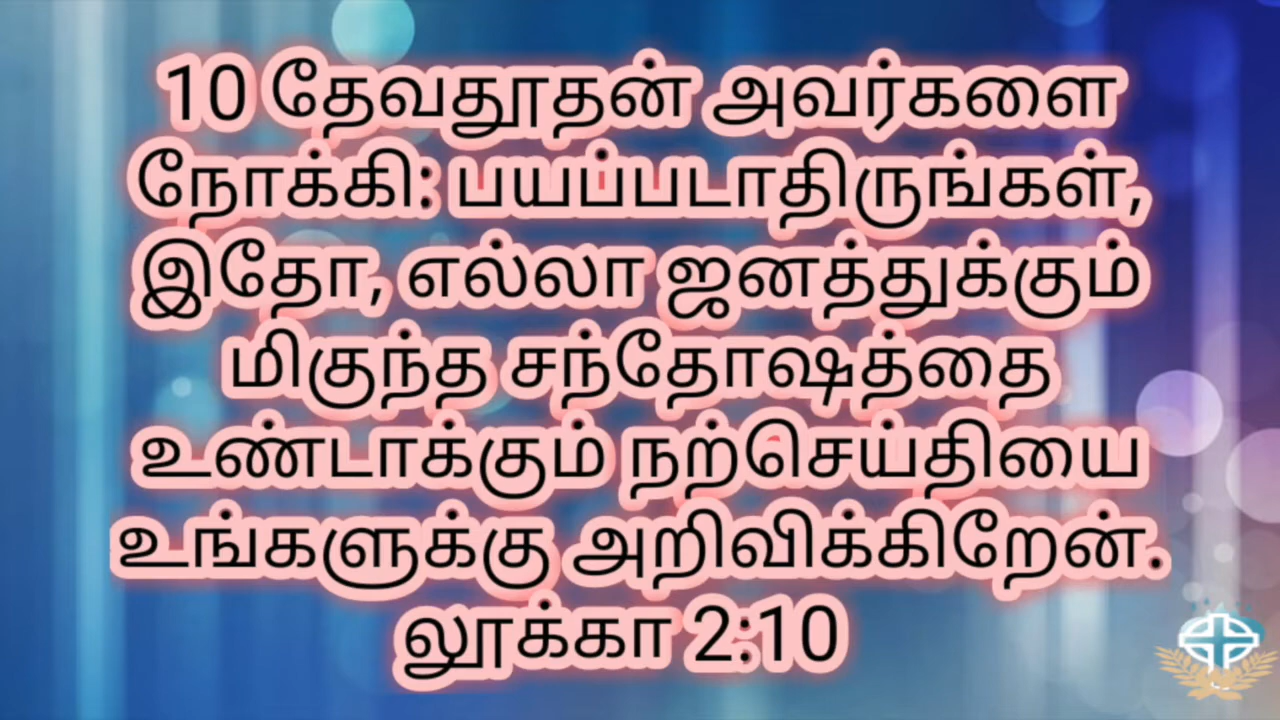 10 தேவதூதன் அவர்களை
நோக்கி: பயப்படாதிருங்கள்,
இதோ, எல்லா ஜனத்துக்கும்
மிகுந்த சந்தோஷத்தை
உண்டாக்கும் நற்செய்தியை
உங்களுக்கு அறிவிக்கிறேன்.
லூக்கா 2:10